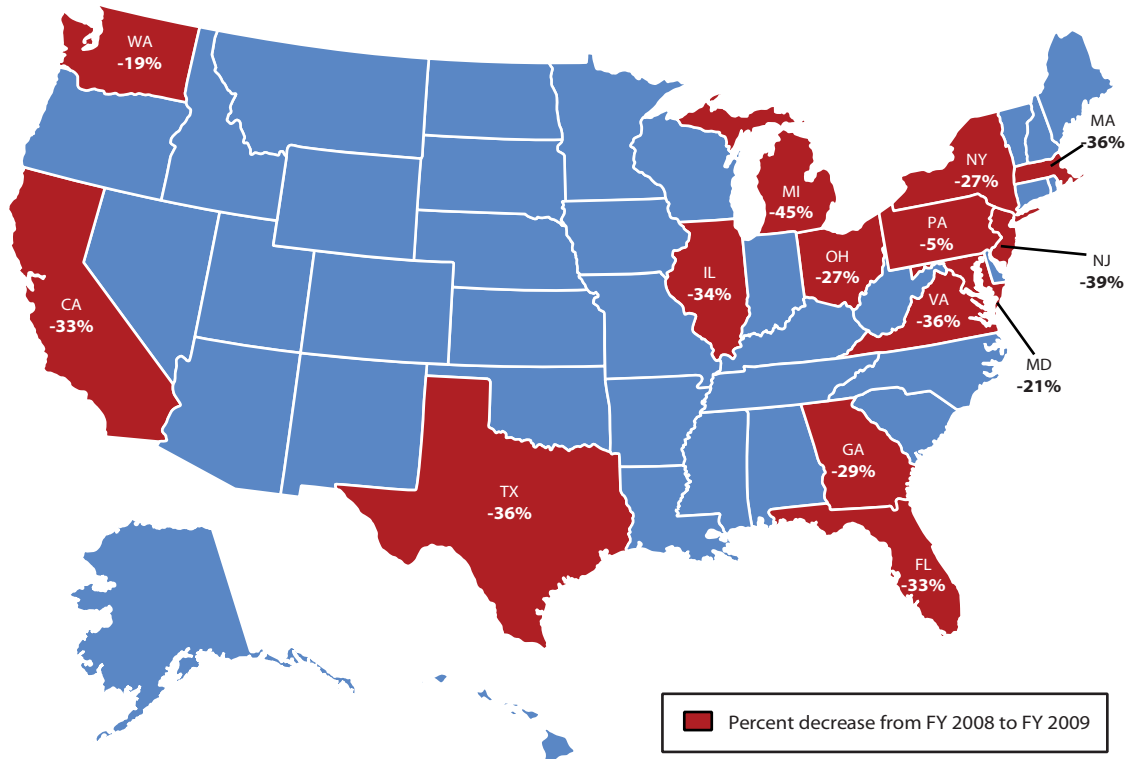 WA
-19%
MA
-36%
NY
-27%
MI
-45%
PA
-5%
OH
-27%
NJ
-39%
IL
-34%
CA
-33%
VA
-36%
MD
-21%
GA
-29%
TX
-36%
FL
-33%
Percent decrease from FY 2008 to FY 2009